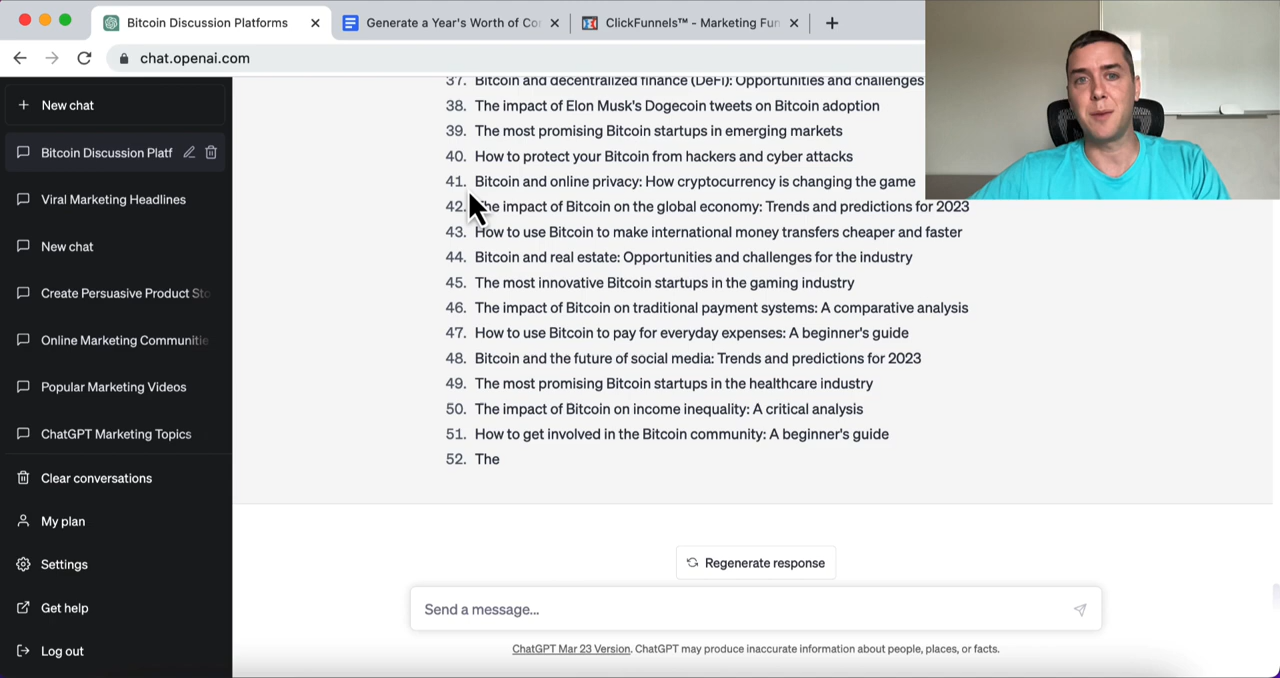 Bitcoin Discussion Platforms
Generate a Year's Worth of Co
ClickFunnels™ - Marketing Fun
chat.openai.com
New chat
Bitcoin Discussion Platf
Viral Marketing Headlines
New chat
Create Persuasive Product Sto
Online Marketing Communitie
Popular Marketing Videos
ChatGPT Marketing Topics
Clear conversations
My plan
Settings
Get help
Log out
37. Bitcoin and decentralized finance (DeFi): Opportunities and challenges
38. The impact of Elon Musk's Dogecoin tweets on Bitcoin adoption
39. The most promising Bitcoin startups in emerging markets
40. How to protect your Bitcoin from hackers and cyber attacks
41. Bitcoin and online privacy: How cryptocurrency is changing the game
42. The impact of Bitcoin on the global economy: Trends and predictions for 2023
43. How to use Bitcoin to make international money transfers cheaper and faster
44. Bitcoin and real estate: Opportunities and challenges for the industry
45. The most innovative Bitcoin startups in the gaming industry
46. The impact of Bitcoin on traditional payment systems: A comparative analysis
47. How to use Bitcoin to pay for everyday expenses: A beginner's guide
48. Bitcoin and the future of social media: Trends and predictions for 2023
49. The most promising Bitcoin startups in the healthcare industry
50. The impact of Bitcoin on income inequality: A critical analysis
51. How to get involved in the Bitcoin community: A beginner's guide
52. The
Regenerate response
Send a message...
ChatGPT Mar 23 Version. ChatGPT may produce inaccurate information about people, places, or facts.